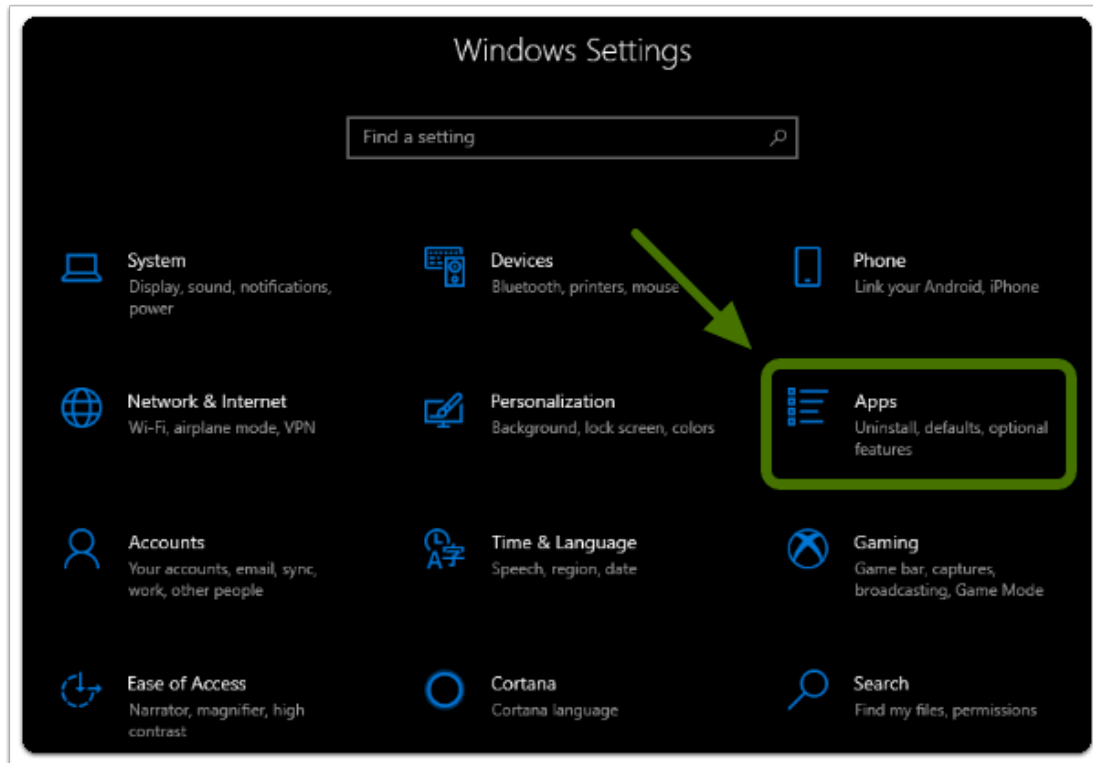 Windows Settings
Find a setting
System
Display, sound, notifications,
power
Devices
Bluetooth, printers, mouse
Phone
Link your Android, iPhone
Network & Internet
Wi-Fi, airplane mode, VPN
Personalization
Background, lock screen, colors
Apps
Uninstall, defaults, optional
features
Accounts
Your accounts, email, sync,
work, other people
Time & Language
Speech, region, date
Gaming
Game bar, captures,
broadcasting, Game Mode
Ease of Access
Narrator, magnifier, high
contrast
Cortana
Cortana language
Search
Find my files, permissions